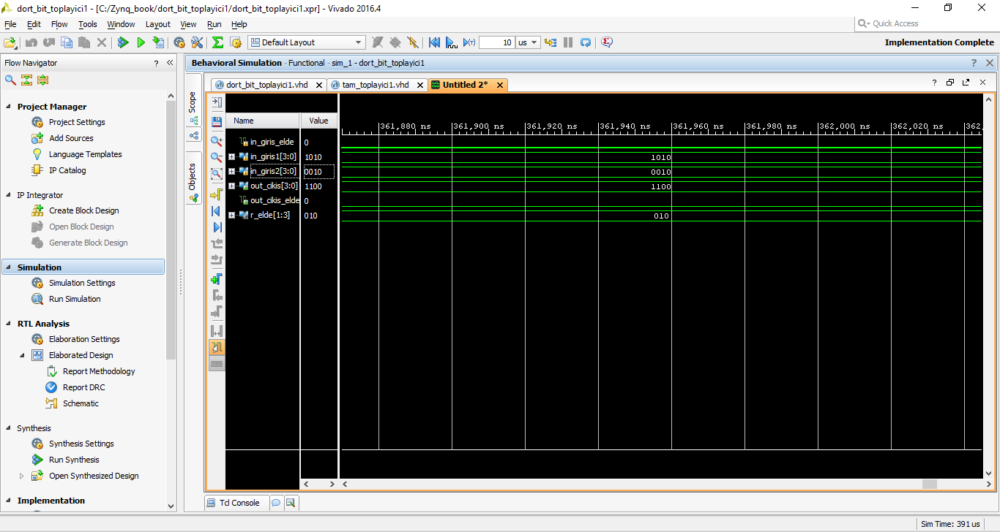 dort_bit_toplayici1 - [C:/Zynq_book/dort_bit_toplayici1/dort_bit_toplayici1.xpr] - Vivado 2016.4
File Edit Flow Tools Window Layout View Run Help
Quick Access
Default Layout 10 us Implementation Complete
Flow Navigator ? «
Behavioral Simulation - Functional - sim_1 - dort_bit_toplayici1
dort_bit_toplayici1.vhd tam_toplayici1.vhd Untitled 2*
Scope
Objects
Project Manager
Project Settings
Add Sources
Language Templates
IP Catalog
IP Integrator
Create Block Design
Open Block Design
Generate Block Design
Simulation
Simulation Settings
Run Simulation
RTL Analysis
Elaboration Settings
Elaborated Design
Report Methodology
Report DRC
Schematic
Synthesis
Synthesis Settings
Run Synthesis
Open Synthesized Design
Implementation
Name Value
361,880 ns 361,900 ns 361,920 ns 361,940 ns 361,960 ns 361,980 ns 362,000 ns 362,020 ns 362,
in_giris_elde 0
in_giris1[3:0] 1010 1010
in_giris2[3:0] 0010 0010
out_cikis[3:0] 1100 1100
out_cikis_elde 0
r_elde[1:3] 010 010
Tcl Console
Sim Time: 391 us